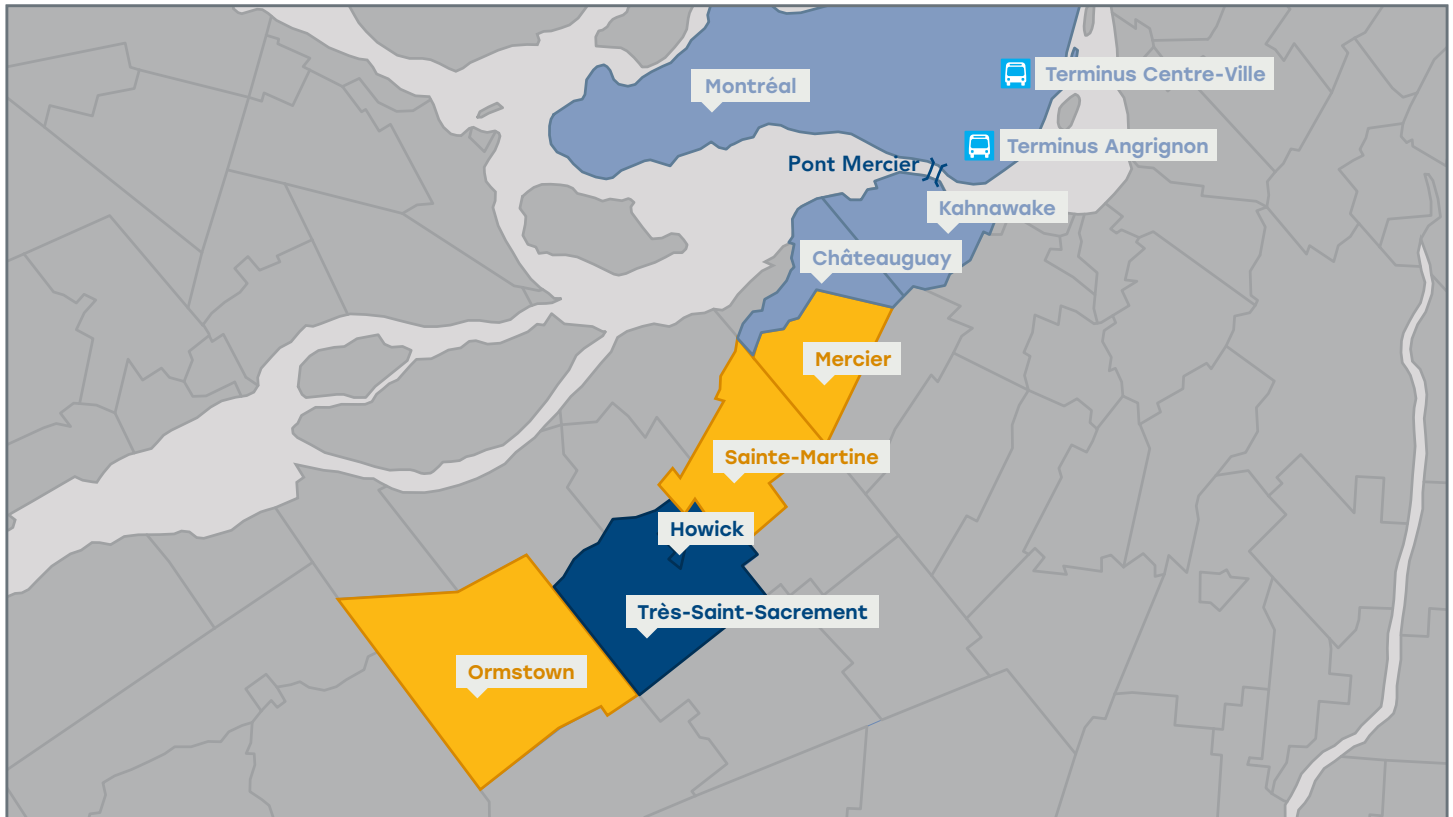 Terminus Centre-Ville
Montréal
Terminus Angrignon
Pont Mercier
Kahnawake
Châteauguay
Mercier
Sainte-Martine
Howick
Très-Saint-Sacrement
Ormstown